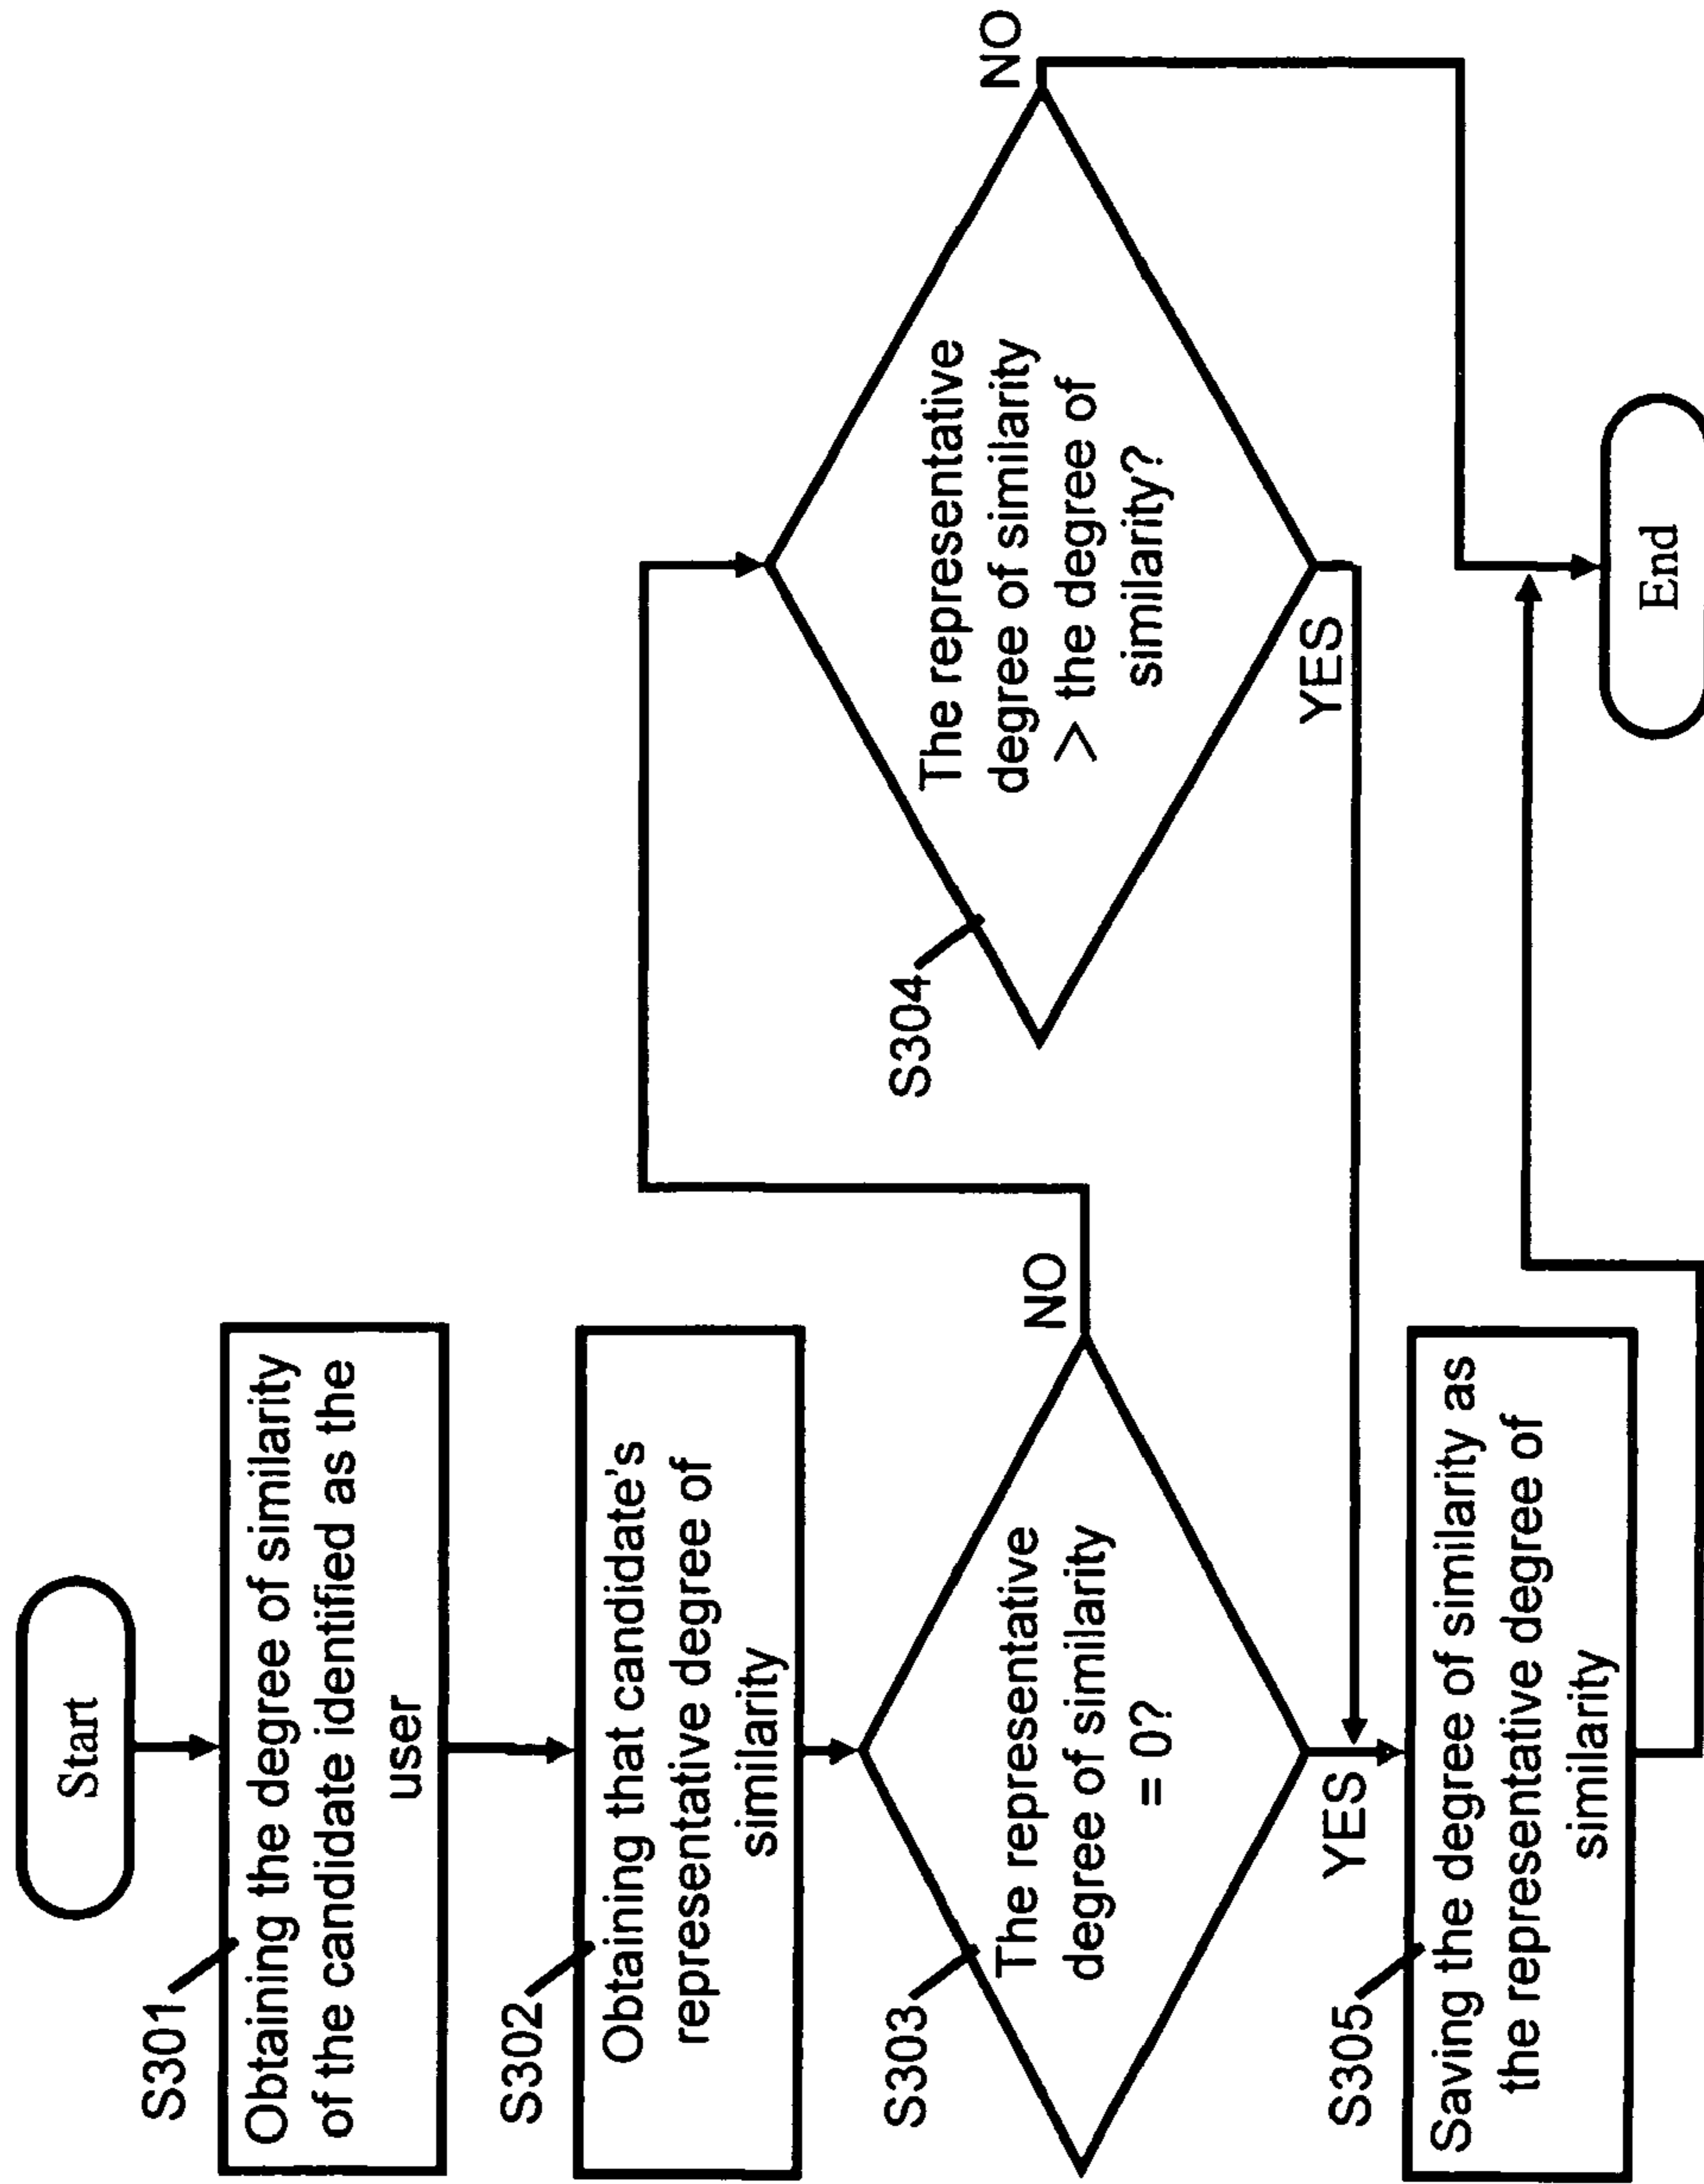 Start
S301
Obtaining the degree of similarity
of the candidate identified as the
user
S302
Obtaining that candidate's
representative degree of
similarity
S303
The representative
degree of similarity
= 0?
NO
YES
S304
The representative
degree of similarity
> the degree of
similarity?
NO
YES
S305
Saving the degree of similarity as
the representative degree of
similarity
End